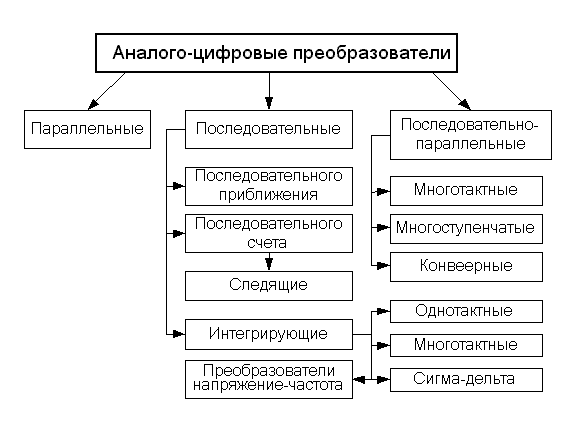 Аналого-цифровые преобразователи
Параллельные
Последовательные
Последовательно-
параллельные
Последовательного
приближения
Последовательного
счета
Следящие
Интегрирующие
Преобразователи
напряжение-частота
Многотактные
Многоступенчатые
Конвеерные
Однотактные
Многотактные
Сигма-дельта